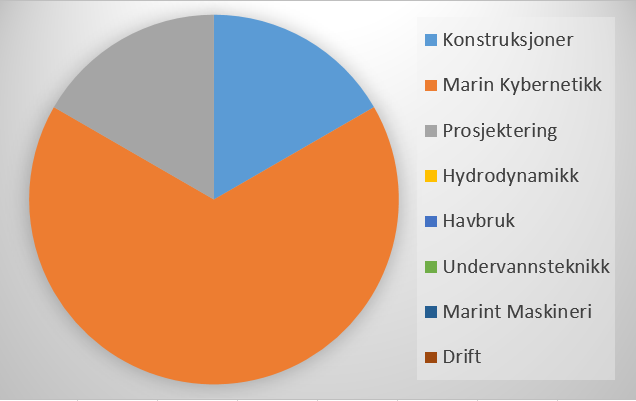 Konstruksjoner
Marin Kybernetikk
Prosjektering
Hydrodynamikk
Havbruk
Undervannsteknikk
Marint Maskineri
Drift